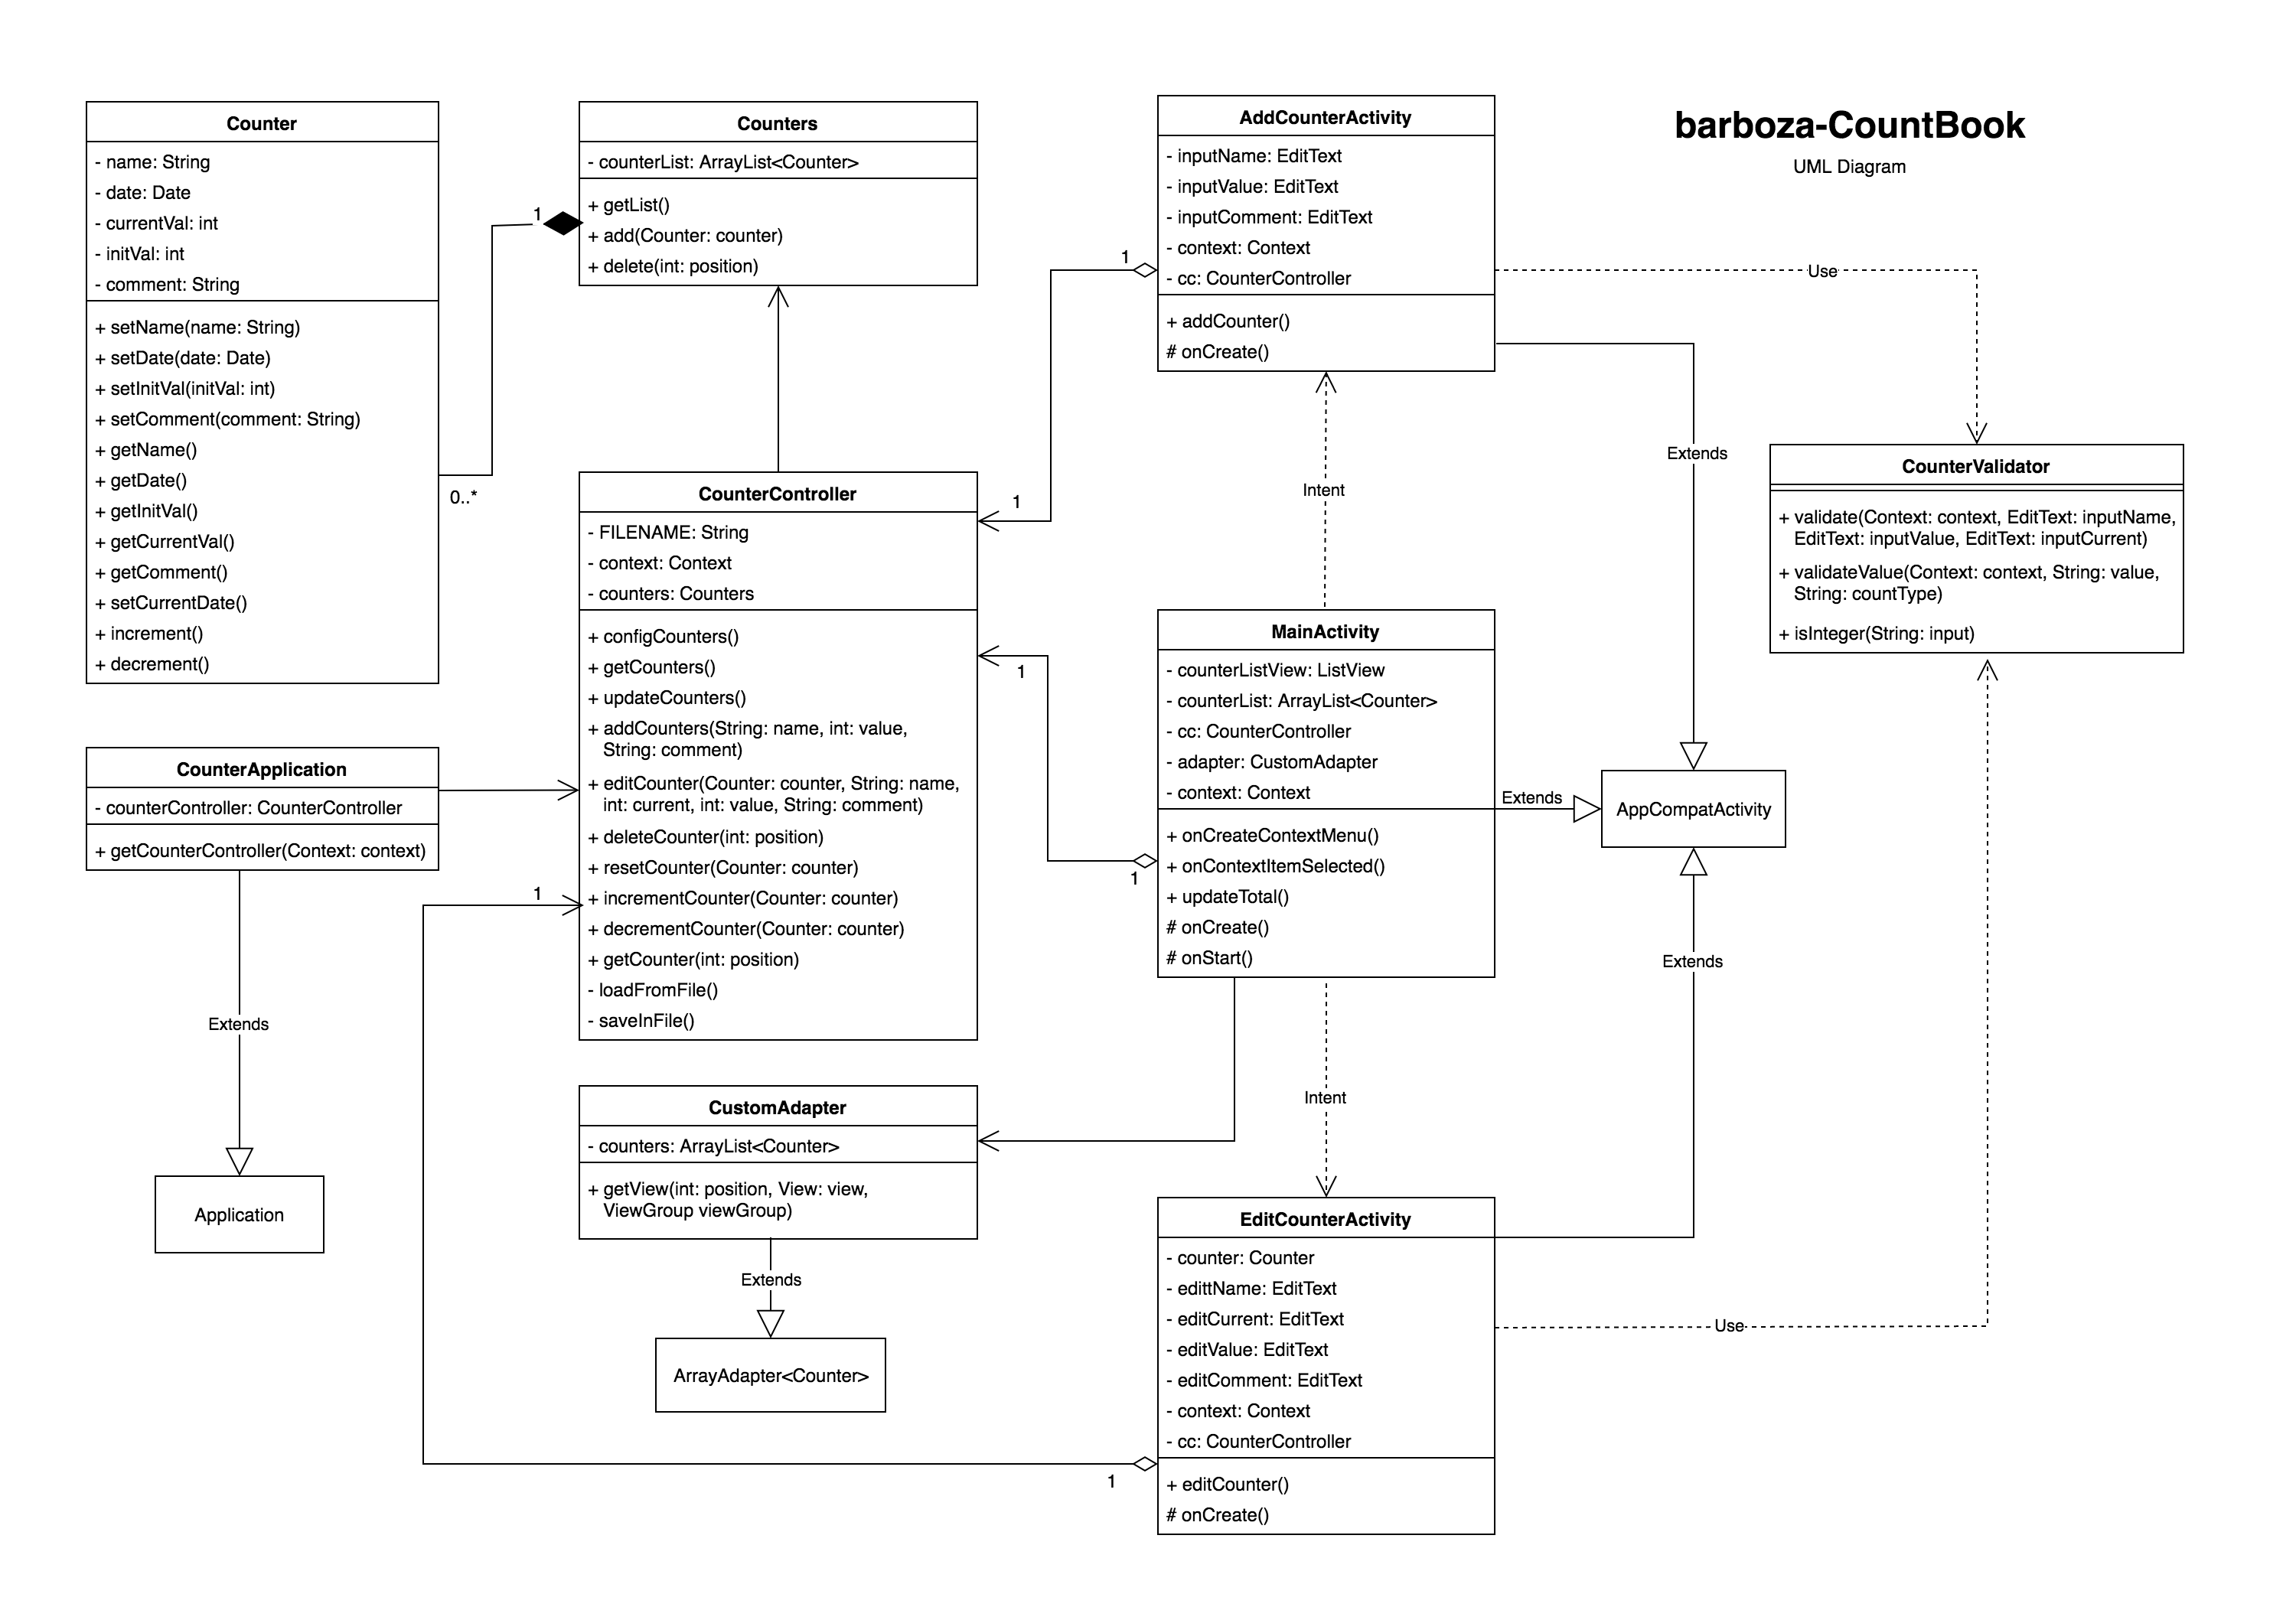 barboza-CountBook
UML Diagram
Counter
- name: String
- date: Date
- currentVal: int
- initVal: int
- comment: String
+ setName(name: String)
+ setDate(date: Date)
+ setInitVal(initVal: int)
+ setComment(comment: String)
+ getName()
+ getDate()
+ getInitVal()
+ getCurrentVal()
+ getComment()
+ setCurrentDate()
+ increment()
+ decrement()
1
0..*
Counters
- counterList: ArrayList<Counter>
+ getList()
+ add(Counter: counter)
+ delete(int: position)
CounterController
- FILENAME: String
- context: Context
- counters: Counters
+ configCounters()
+ getCounters()
+ updateCounters()
+ addCounters(String: name, int: value,
String: comment)
+ editCounter(Counter: counter, String: name,
int: current, int: value, String: comment)
+ deleteCounter(int: position)
+ resetCounter(Counter: counter)
+ incrementCounter(Counter: counter)
+ decrementCounter(Counter: counter)
+ getCounter(int: position)
- loadFromFile()
- saveInFile()
CounterApplication
- counterController: CounterController
+ getCounterController(Context: context)
Extends
Application
1
CustomAdapter
- counters: ArrayList<Counter>
+ getView(int: position, View: view,
ViewGroup viewGroup)
Extends
ArrayAdapter<Counter>
AddCounterActivity
- inputName: EditText
- inputValue: EditText
- inputComment: EditText
- context: Context
- cc: CounterController
+ addCounter()
# onCreate()
1
1
Use
Extends
Intent
CounterValidator
+ validate(Context: context, EditText: inputName,
EditText: inputValue, EditText: inputCurrent)
+ validateValue(Context: context, String: value,
String: countType)
+ isInteger(String: input)
MainActivity
- counterListView: ListView
- counterList: ArrayList<Counter>
- cc: CounterController
- adapter: CustomAdapter
- context: Context
+ onCreateContextMenu()
+ onContextItemSelected()
+ updateTotal()
# onCreate()
# onStart()
1
1
Extends
AppCompatActivity
Extends
Intent
EditCounterActivity
- counter: Counter
- edittName: EditText
- editCurrent: EditText
- editValue: EditText
- editComment: EditText
- context: Context
- cc: CounterController
+ editCounter()
# onCreate()
Use
1